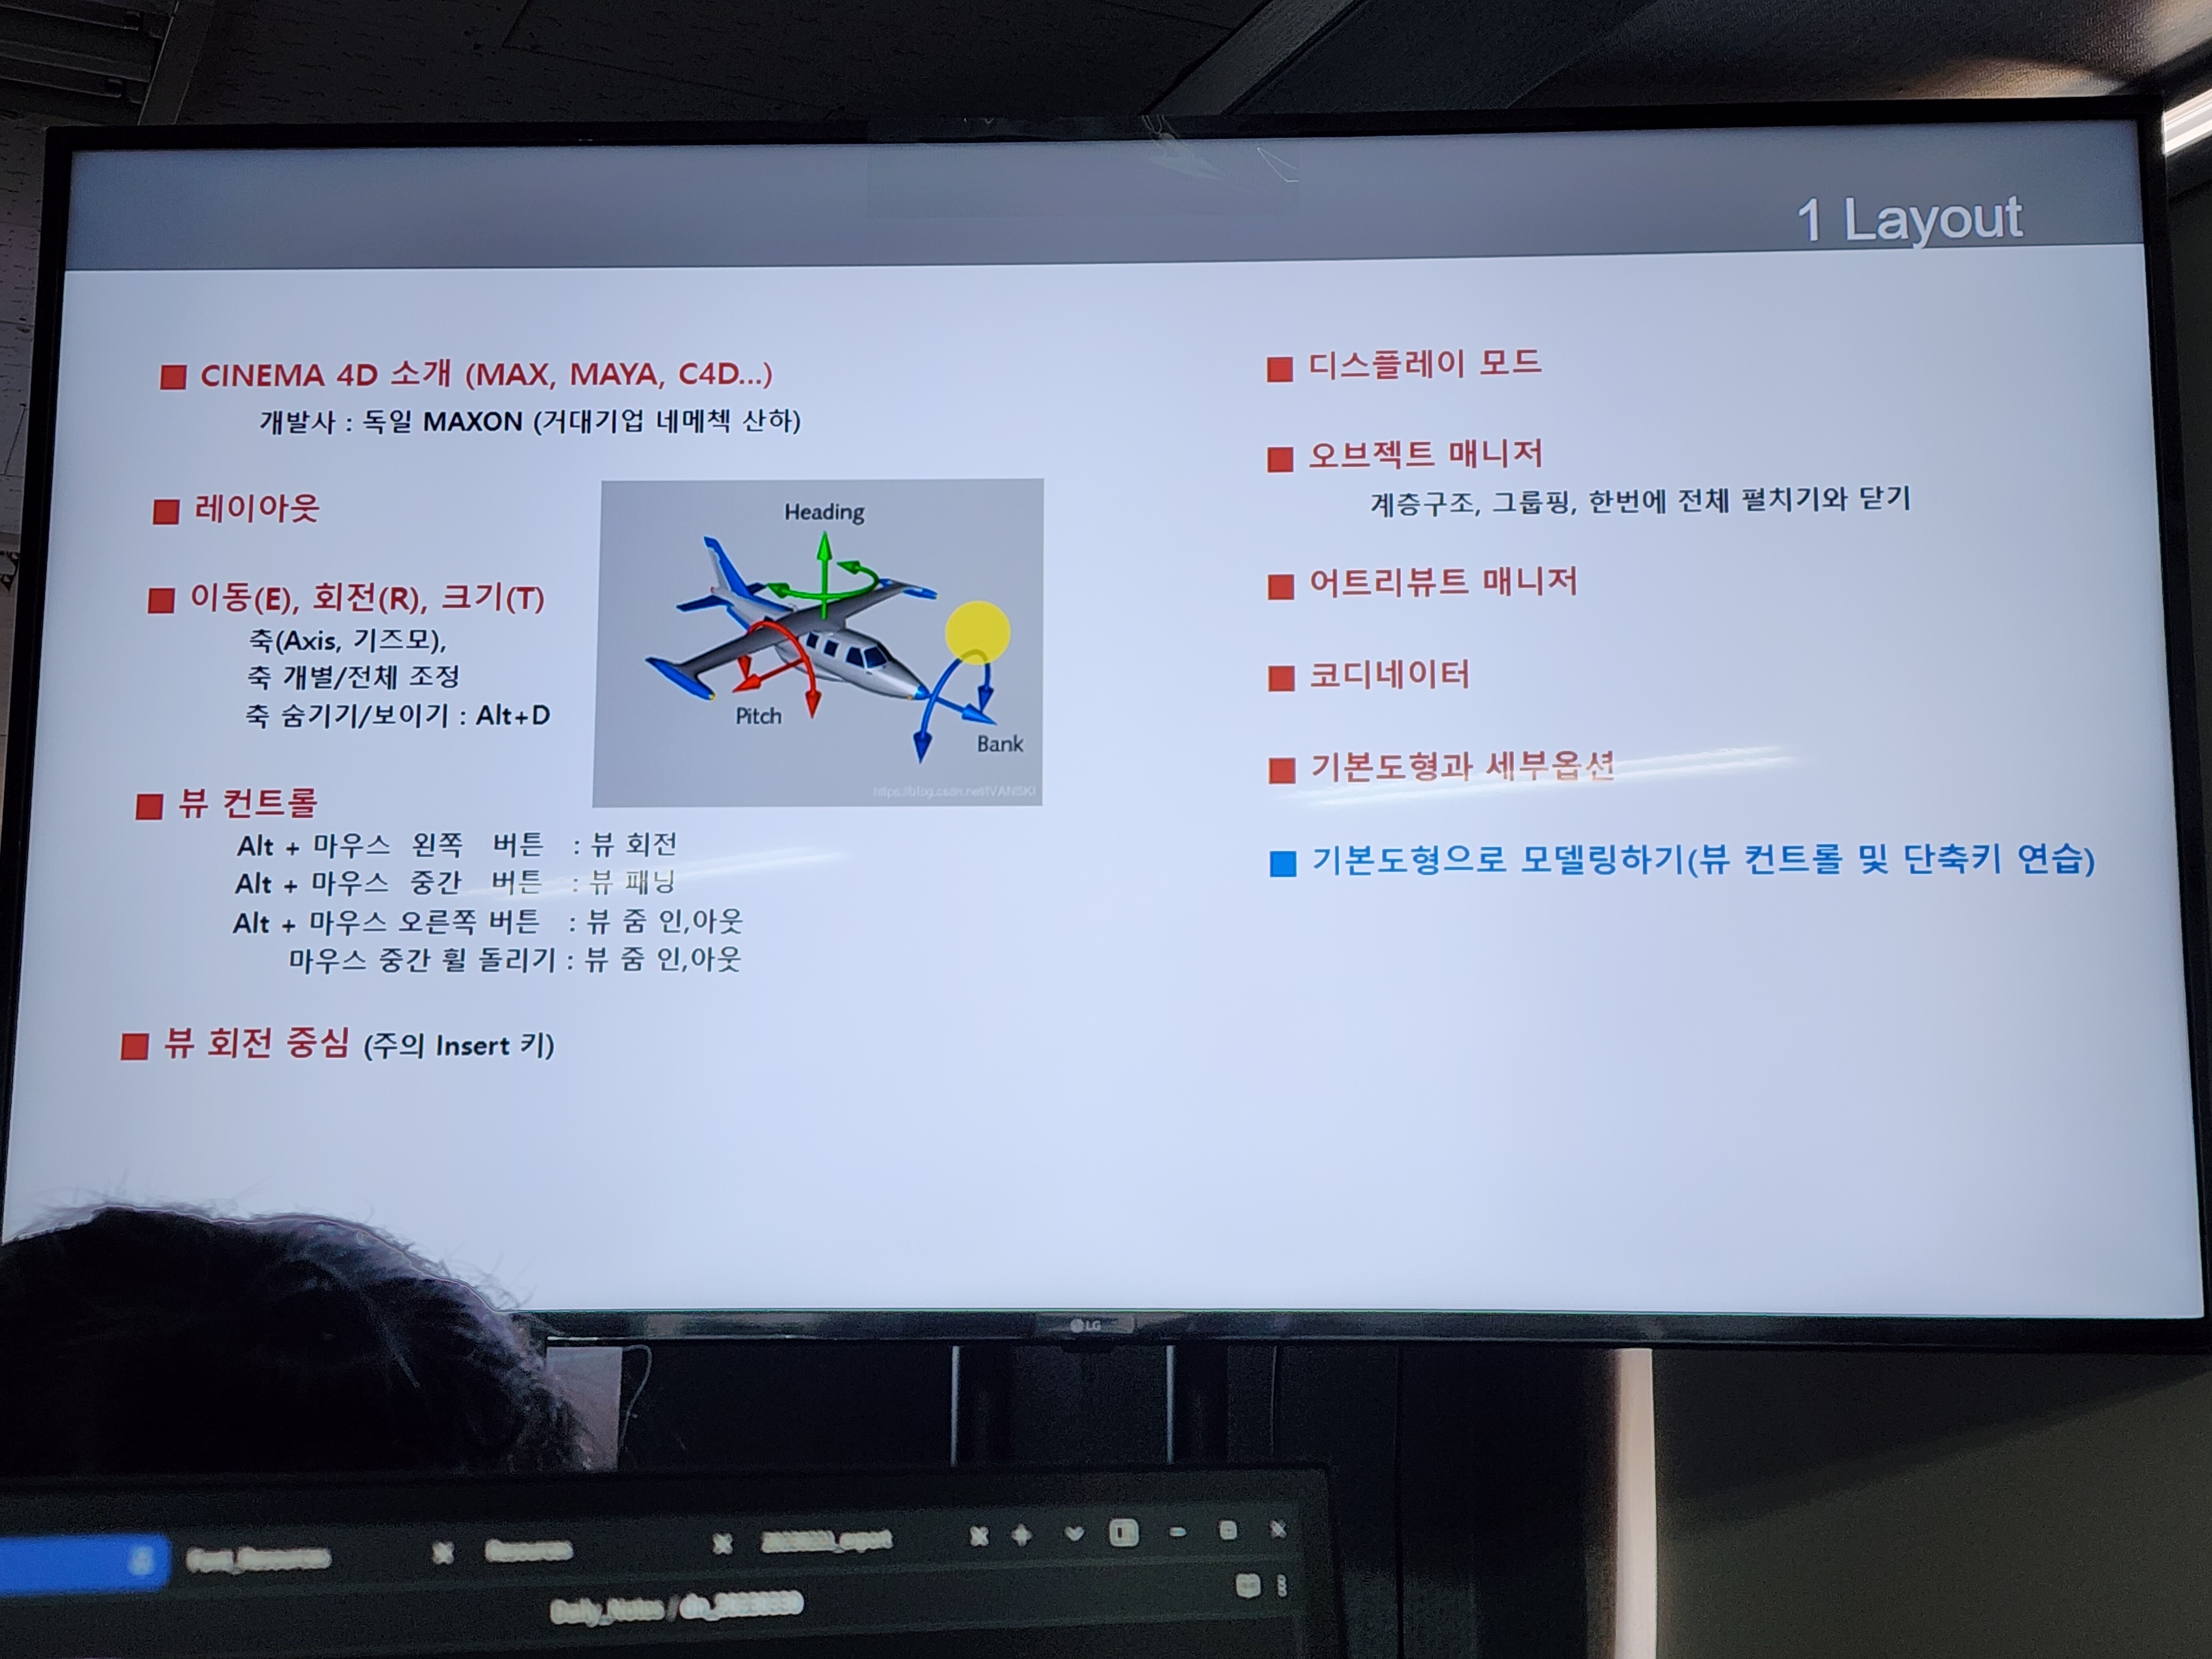 1 Layout
■ CINEMA 4D 소개 (MAX, MAYA, C4D...)
개발사 : 독일 MAXON (거대기업 네메첵 산하)
■ 레이아웃
■ 이동(E), 회전(R), 크기(T)
축(Axis, 기즈모),
축 개별/전체 조정
축 숨기기/보이기 : Alt+D
Heading
Pitch
Bank
https://blog.csdn.net/IVANSKI
■ 뷰 컨트롤
Alt + 마우스 왼쪽 버튼 : 뷰 회전
Alt + 마우스 중간 버튼 : 뷰 패닝
Alt + 마우스 오른쪽 버튼 : 뷰 줌 인,아웃
마우스 중간 휠 돌리기 : 뷰 줌 인,아웃
■ 뷰 회전 중심 (주의 Insert 키)
■ 디스플레이 모드
■ 오브젝트 매니저
계층구조, 그룹핑, 한번에 전체 펼치기와 닫기
■ 어트리뷰트 매니저
■ 코디네이터
■ 기본도형과 세부옵션
■ 기본도형으로 모델링하기(뷰 컨트롤 및 단축키 연습)
LG
Resources
Daily_Notes /